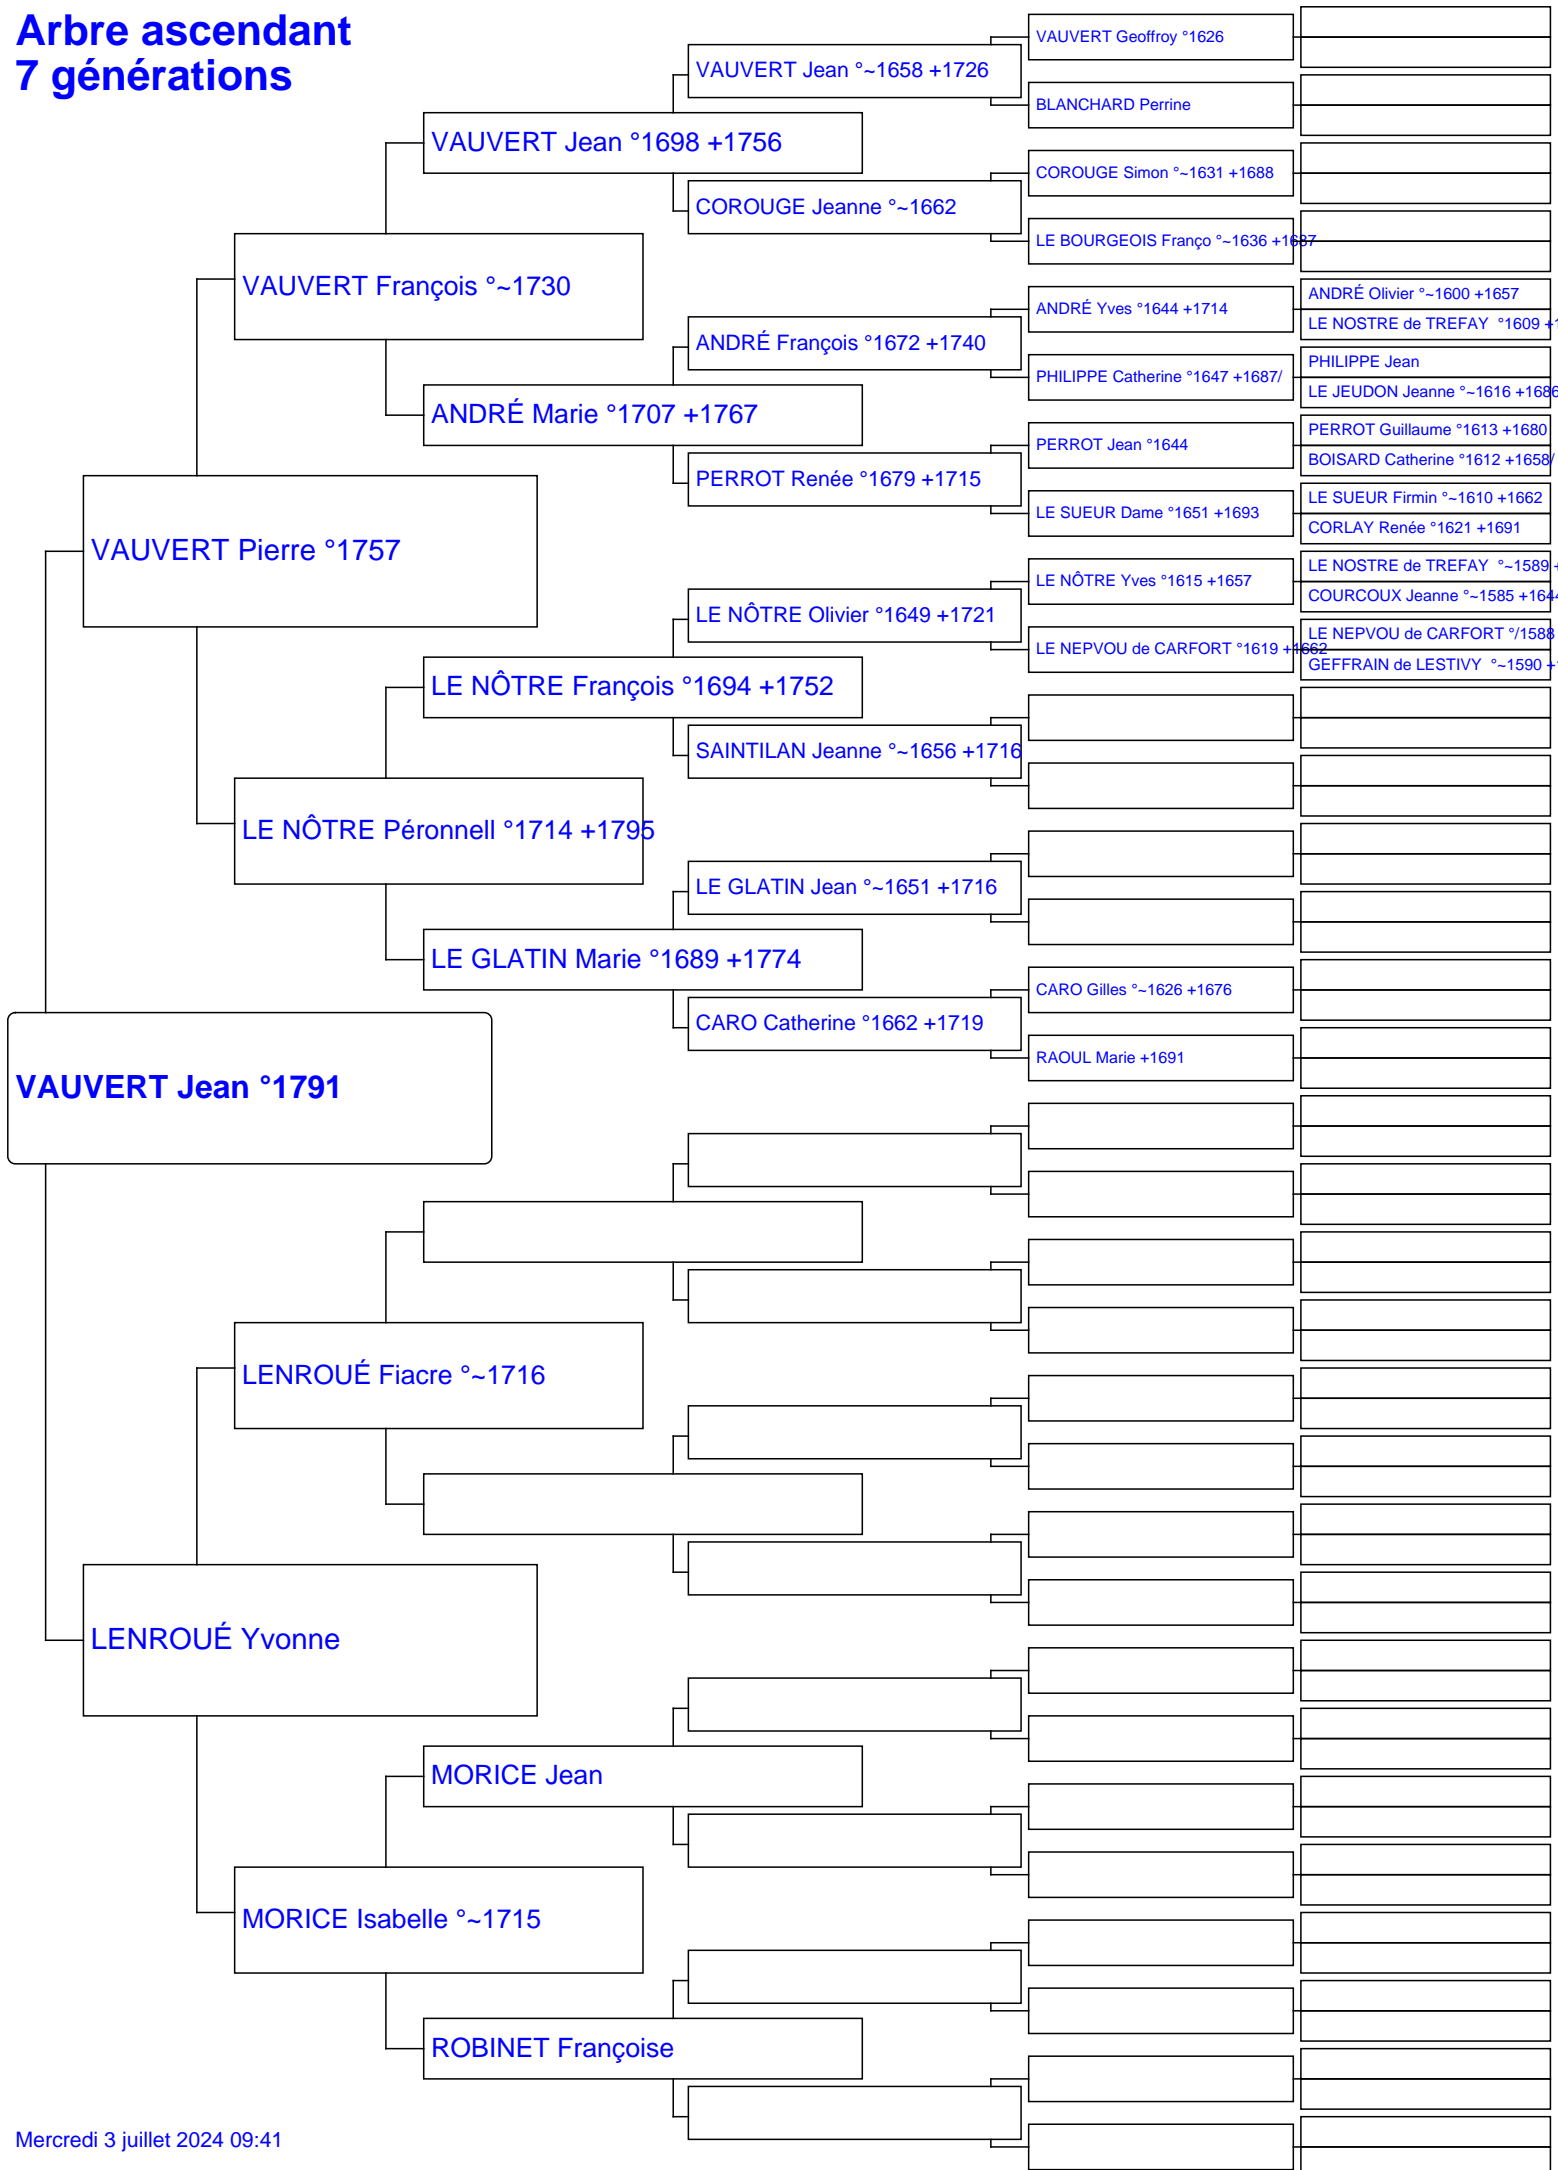 Arbre ascendant
7 générations
VAUVERT Jean °1791
VAUVERT Pierre °1757
LENROUÉ Yvonne
VAUVERT François °~1730
LE NÔTRE Péronnell °1714 +1795
LENROUÉ Fiacre °~1716
MORICE Isabelle °~1715
VAUVERT Jean °1698 +1756
ANDRÉ Marie °1707 +1767
LE NÔTRE François °1694 +1752
LE GLATIN Marie °1689 +1774
MORICE Jean
ROBINET Françoise
VAUVERT Jean °~1658 +1726
COROUGE Jeanne °~1662
ANDRÉ François °1672 +1740
PERROT Renée °1679 +1715
LE NÔTRE Olivier °1649 +1721
SAINTILAN Jeanne °~1656 +1716
LE GLATIN Jean °~1651 +1716
CARO Catherine °1662 +1719
VAUVERT Geoffroy °1626
BLANCHARD Perrine
COROUGE Simon °~1631 +1688
LE BOURGEOIS Franço °~1636 +1687
ANDRÉ Yves °1644 +1714
PHILIPPE Catherine °1647 +1687/
PERROT Jean °1644
LE SUEUR Dame °1651 +1693
LE NÔTRE Yves °1615 +1657
LE NEPVOU de CARFORT °1619 +1662
CARO Gilles °~1626 +1676
RAOUL Marie +1691
ANDRÉ Olivier °~1600 +1657
LE NOSTRE de TREFAY °1609 +1
PHILIPPE Jean
LE JEUDON Jeanne °~1616 +1686
PERROT Guillaume °1613 +1680
BOISARD Catherine °1612 +1658/
LE SUEUR Firmin °~1610 +1662
CORLAY Renée °1621 +1691
LE NOSTRE de TREFAY °~1589 +
COURCOUX Jeanne °~1585 +1644
LE NEPVOU de CARFORT °/1588
GEFFRAIN de LESTIVY °~1590 +
Mercredi 3 juillet 2024 09:41